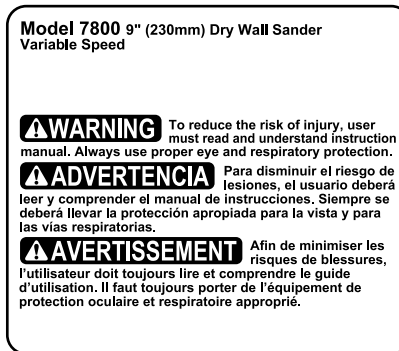 Model 7800 9" (230mm) Dry Wall Sander
Variable Speed
WARNING To reduce the risk of injury, user
must read and understand instruction
manual. Always use proper eye and respiratory protection.
ADVERTENCIA Para disminuir el riesgo de
lesiones, el usuario deberá
leer y comprender el manual de instrucciones. Siempre se
deberá llevar la protección apropiada para la vista y para
las vías respiratorias.
AVERTISSEMENT Afin de minimiser les
risques de blessures,
l'utilisateur doit toujours lire et comprendre le guide
d'utilisation. Il faut toujours porter de l'équipement de
protection oculaire et respiratoire approprié.